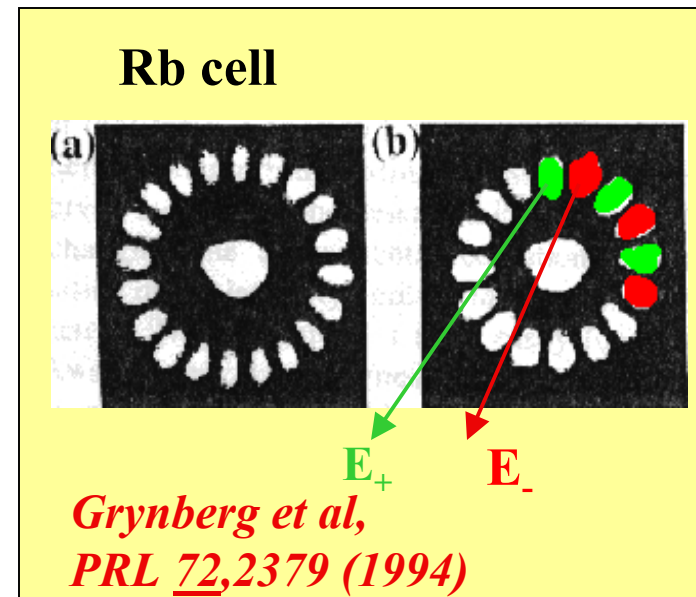 Rb cell
(a) (b)
E₊ E₋
Grynberg et al,
PRL 72,2379 (1994)